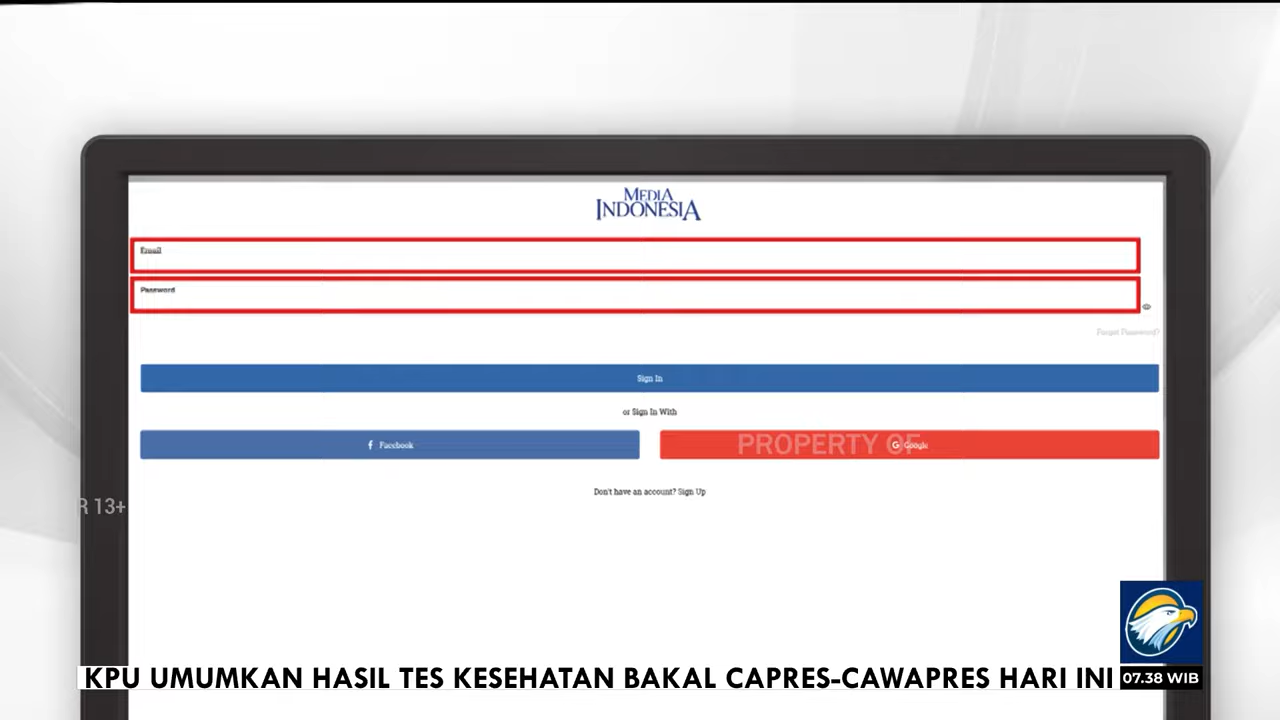 MEDIA
INDONESIA
Email
Password
Forgot Password?
Sign In
or Sign In With
Facebook
G Google
PROPERTY OF
Don't have an account? Sign Up
R 13+
KPU UMUMKAN HASIL TES KESEHATAN BAKAL CAPRES-CAWAPRES HARI INI
07.38 WIB